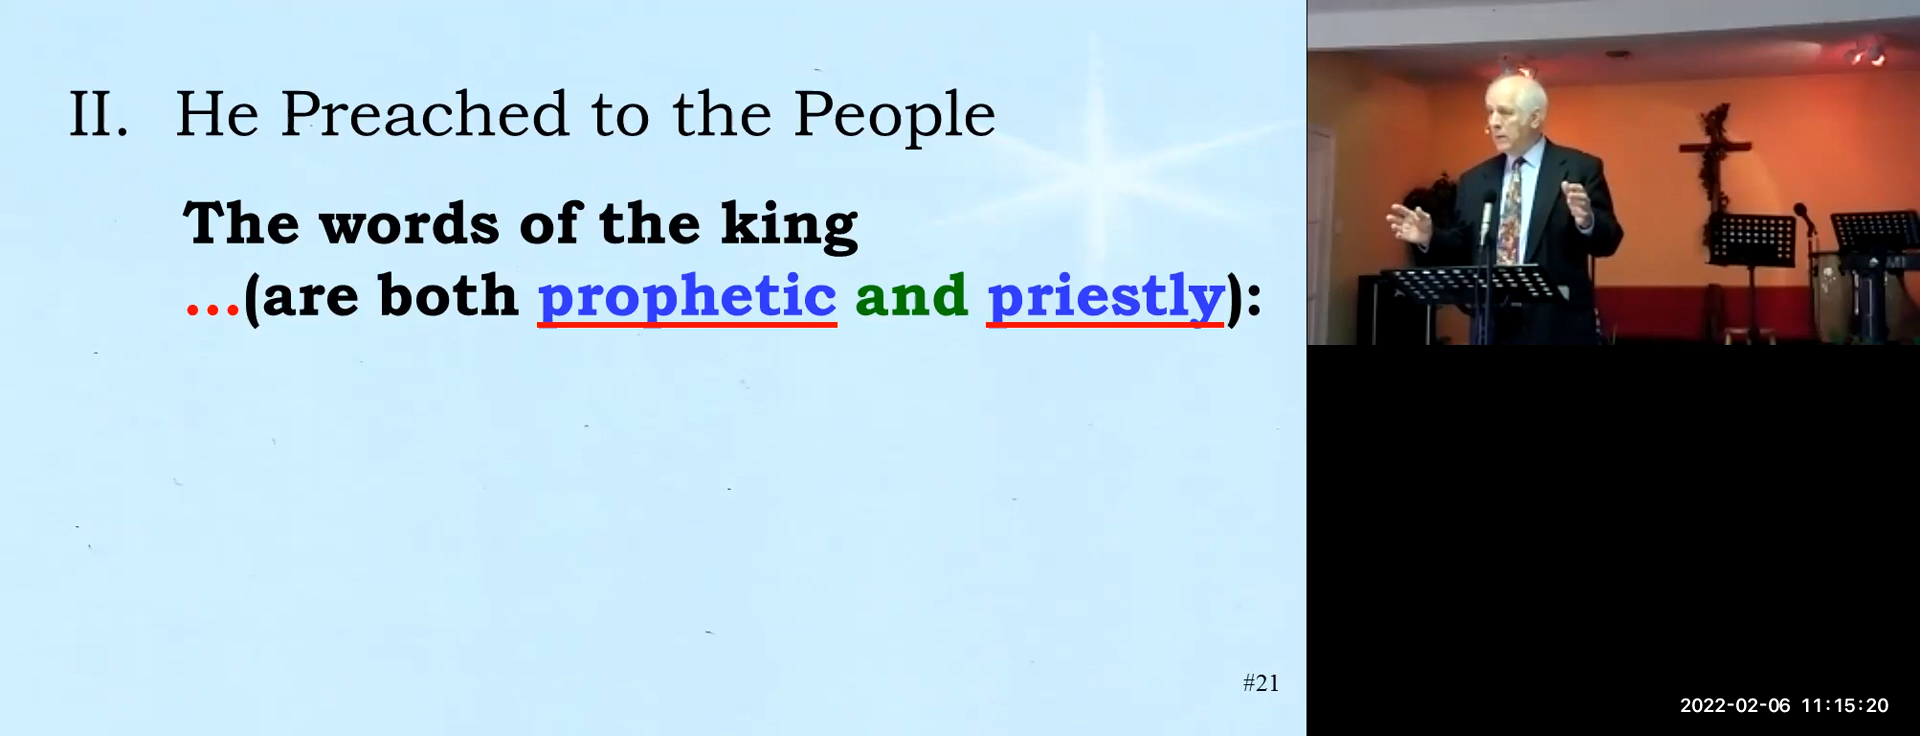 II. He Preached to the People
The words of the king
...(are both prophetic and priestly):
#21
2022-02-06 11:15:20